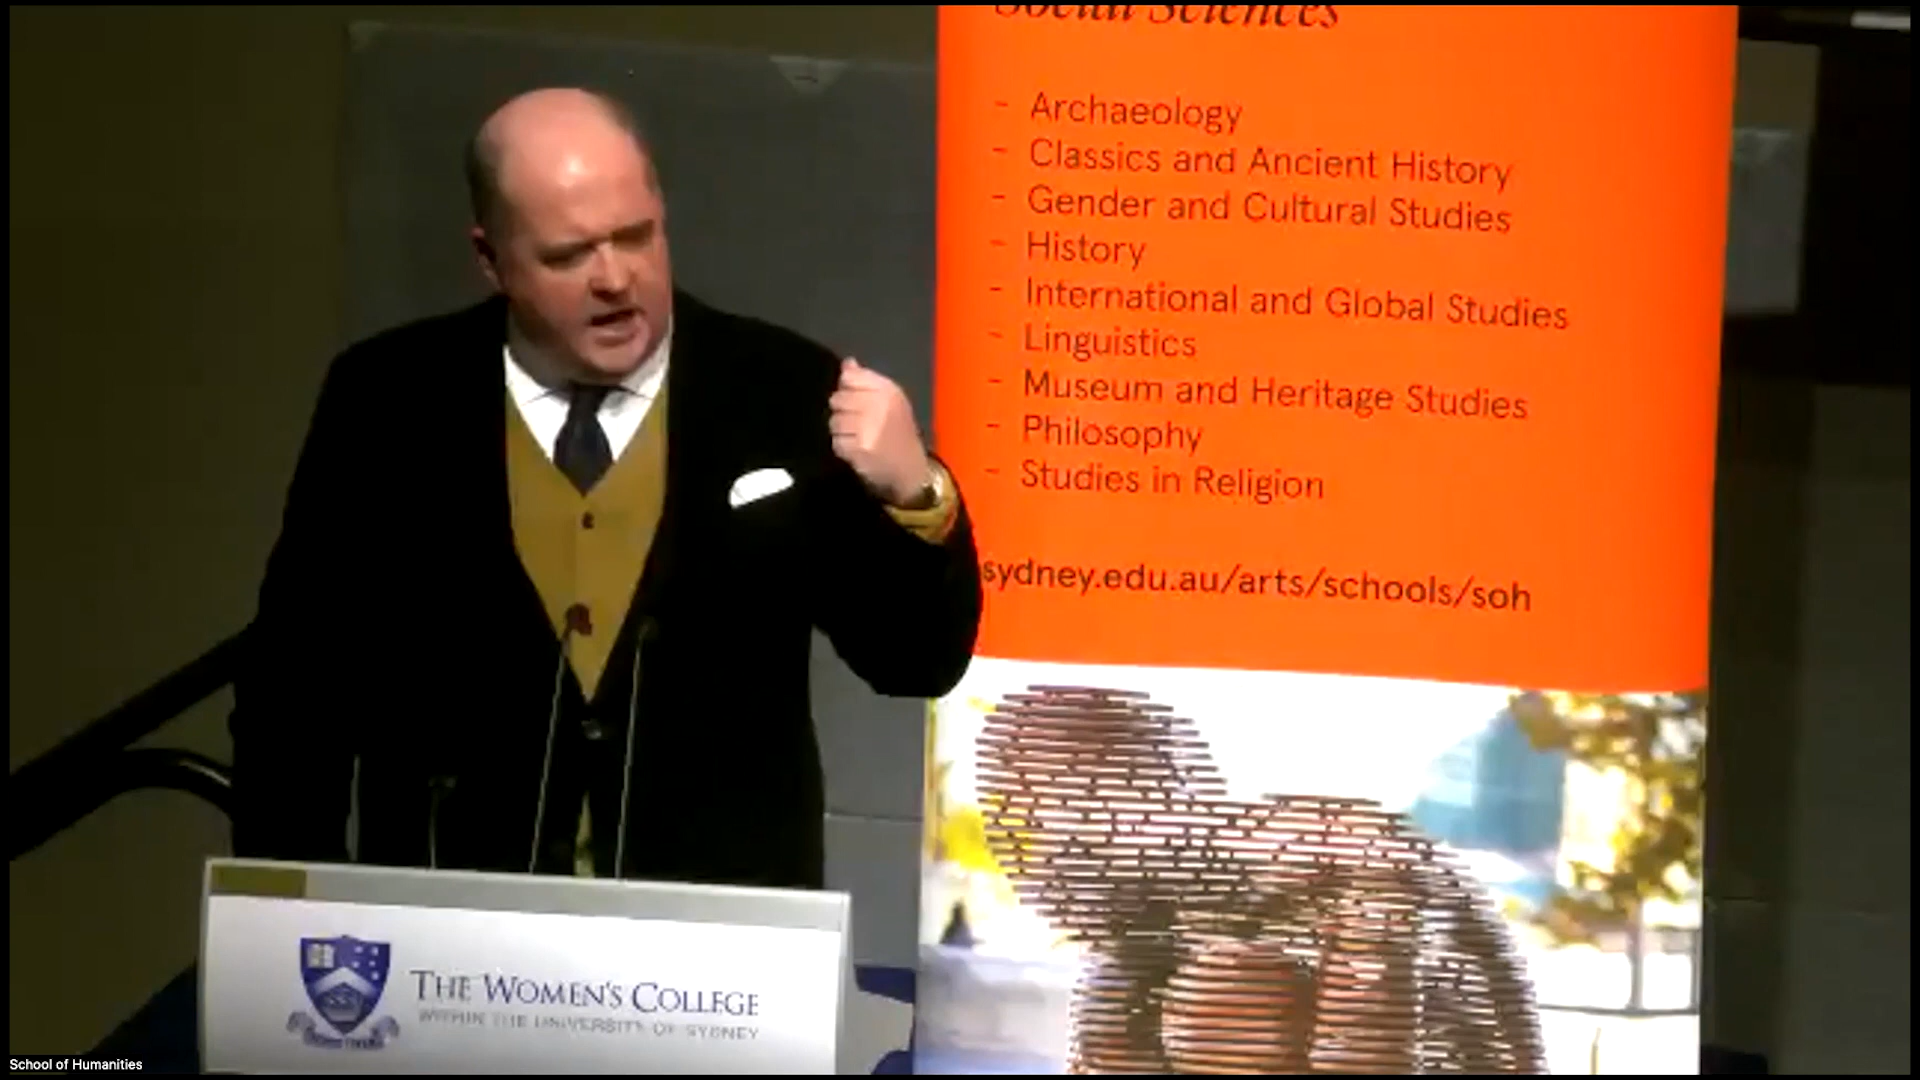 Social Sciences
- Archaeology
- Classics and Ancient History
- Gender and Cultural Studies
- History
- International and Global Studies
- Linguistics
- Museum and Heritage Studies
- Philosophy
- Studies in Religion
sydney.edu.au/arts/schools/soh
THE WOMEN'S COLLEGE
WITHIN THE UNIVERSITY OF SYDNEY
School of Humanities